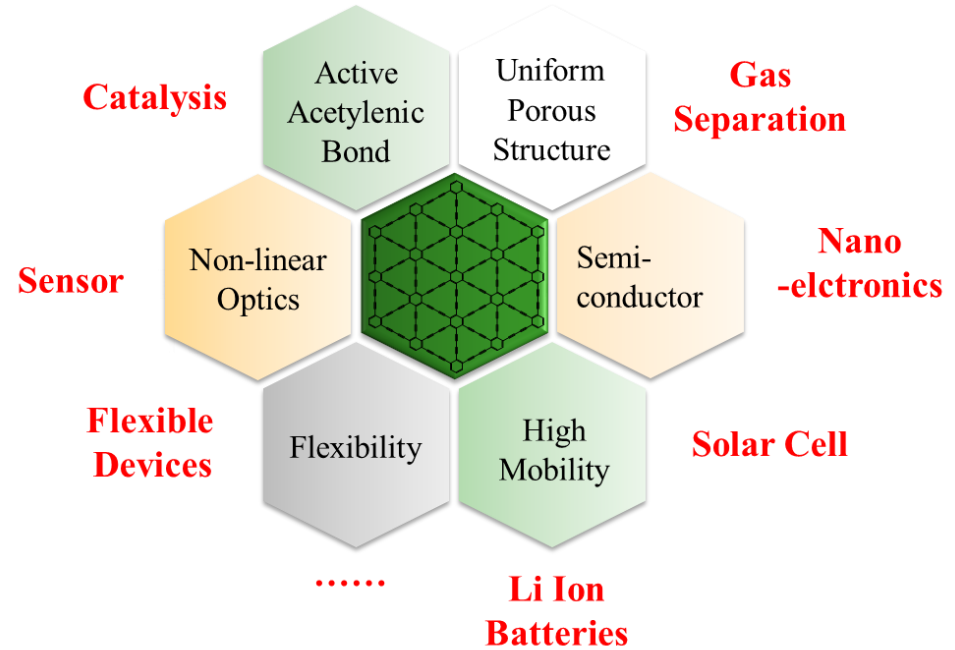 Catalysis
Active
Acetylenic
Bond
Uniform
Porous
Structure
Gas
Separation
Sensor
Non-linear
Optics
Semi-
conductor
Nano
-elctronics
Flexible
Devices
Flexibility
High
Mobility
Solar Cell
......
Li Ion
Batteries